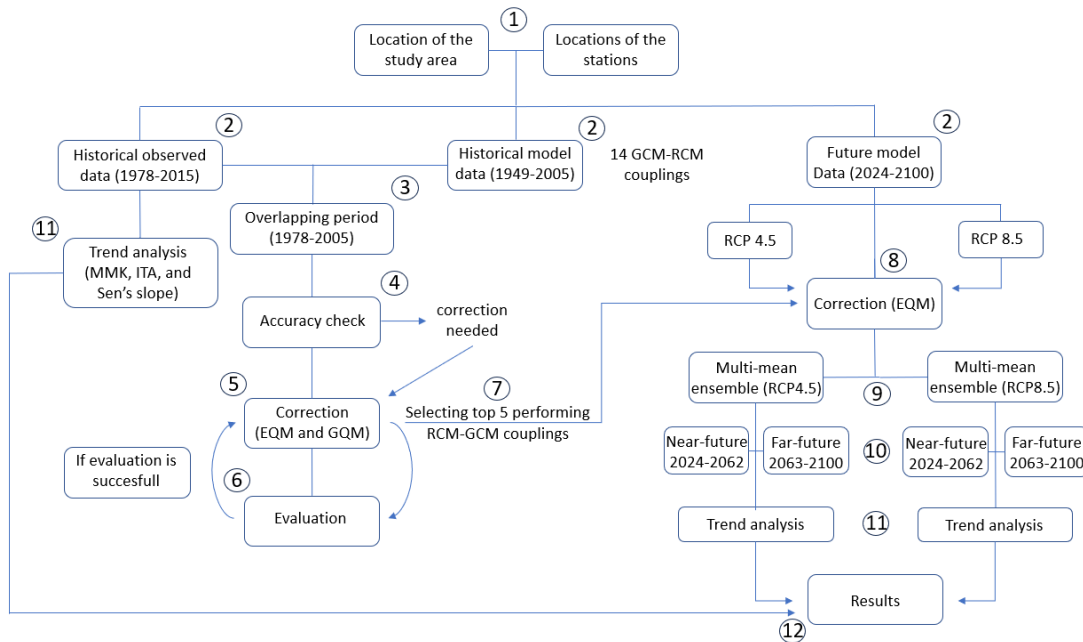 1
Location of the
study area
Locations of the
stations
2
Historical observed
data (1978-2015)
2
Historical model
data (1949-2005)
14 GCM-RCM
couplings
2
Future model
Data (2024-2100)
3
Overlapping period
(1978-2005)
11
Trend analysis
(MMK, ITA, and
Sen's slope)
RCP 4.5
RCP 8.5
4
Accuracy check
correction
needed
8
Correction (EQM)
5
Correction
(EQM and GQM)
7
Selecting top 5 performing
RCM-GCM couplings
Multi-mean
ensemble (RCP4.5)
9
Multi-mean
ensemble (RCP8.5)
If evaluation is
succesfull
6
Evaluation
Near-future
2024-2062
Far-future
2063-2100
10
Near-future
2024-2062
Far-future
2063-2100
Trend analysis
11
Trend analysis
Results
12